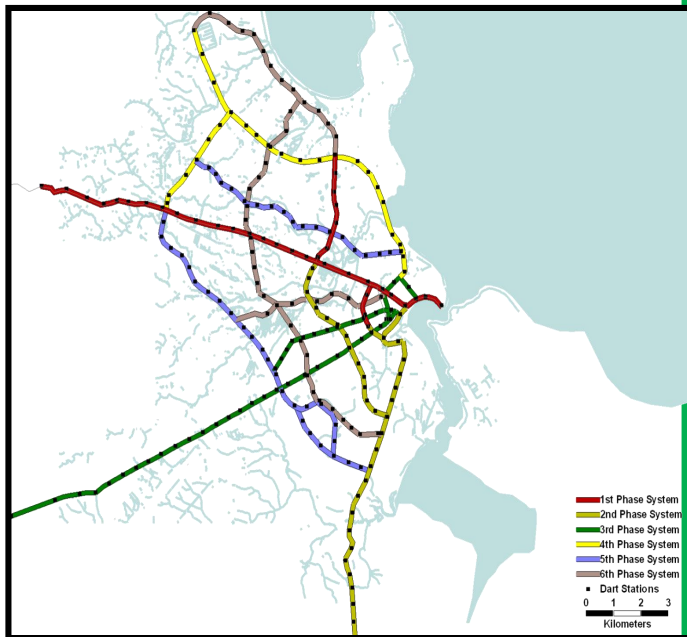 1st Phase System
2nd Phase System
3rd Phase System
4th Phase System
5th Phase System
6th Phase System
Dart Stations
0 1 2 3
Kilometers